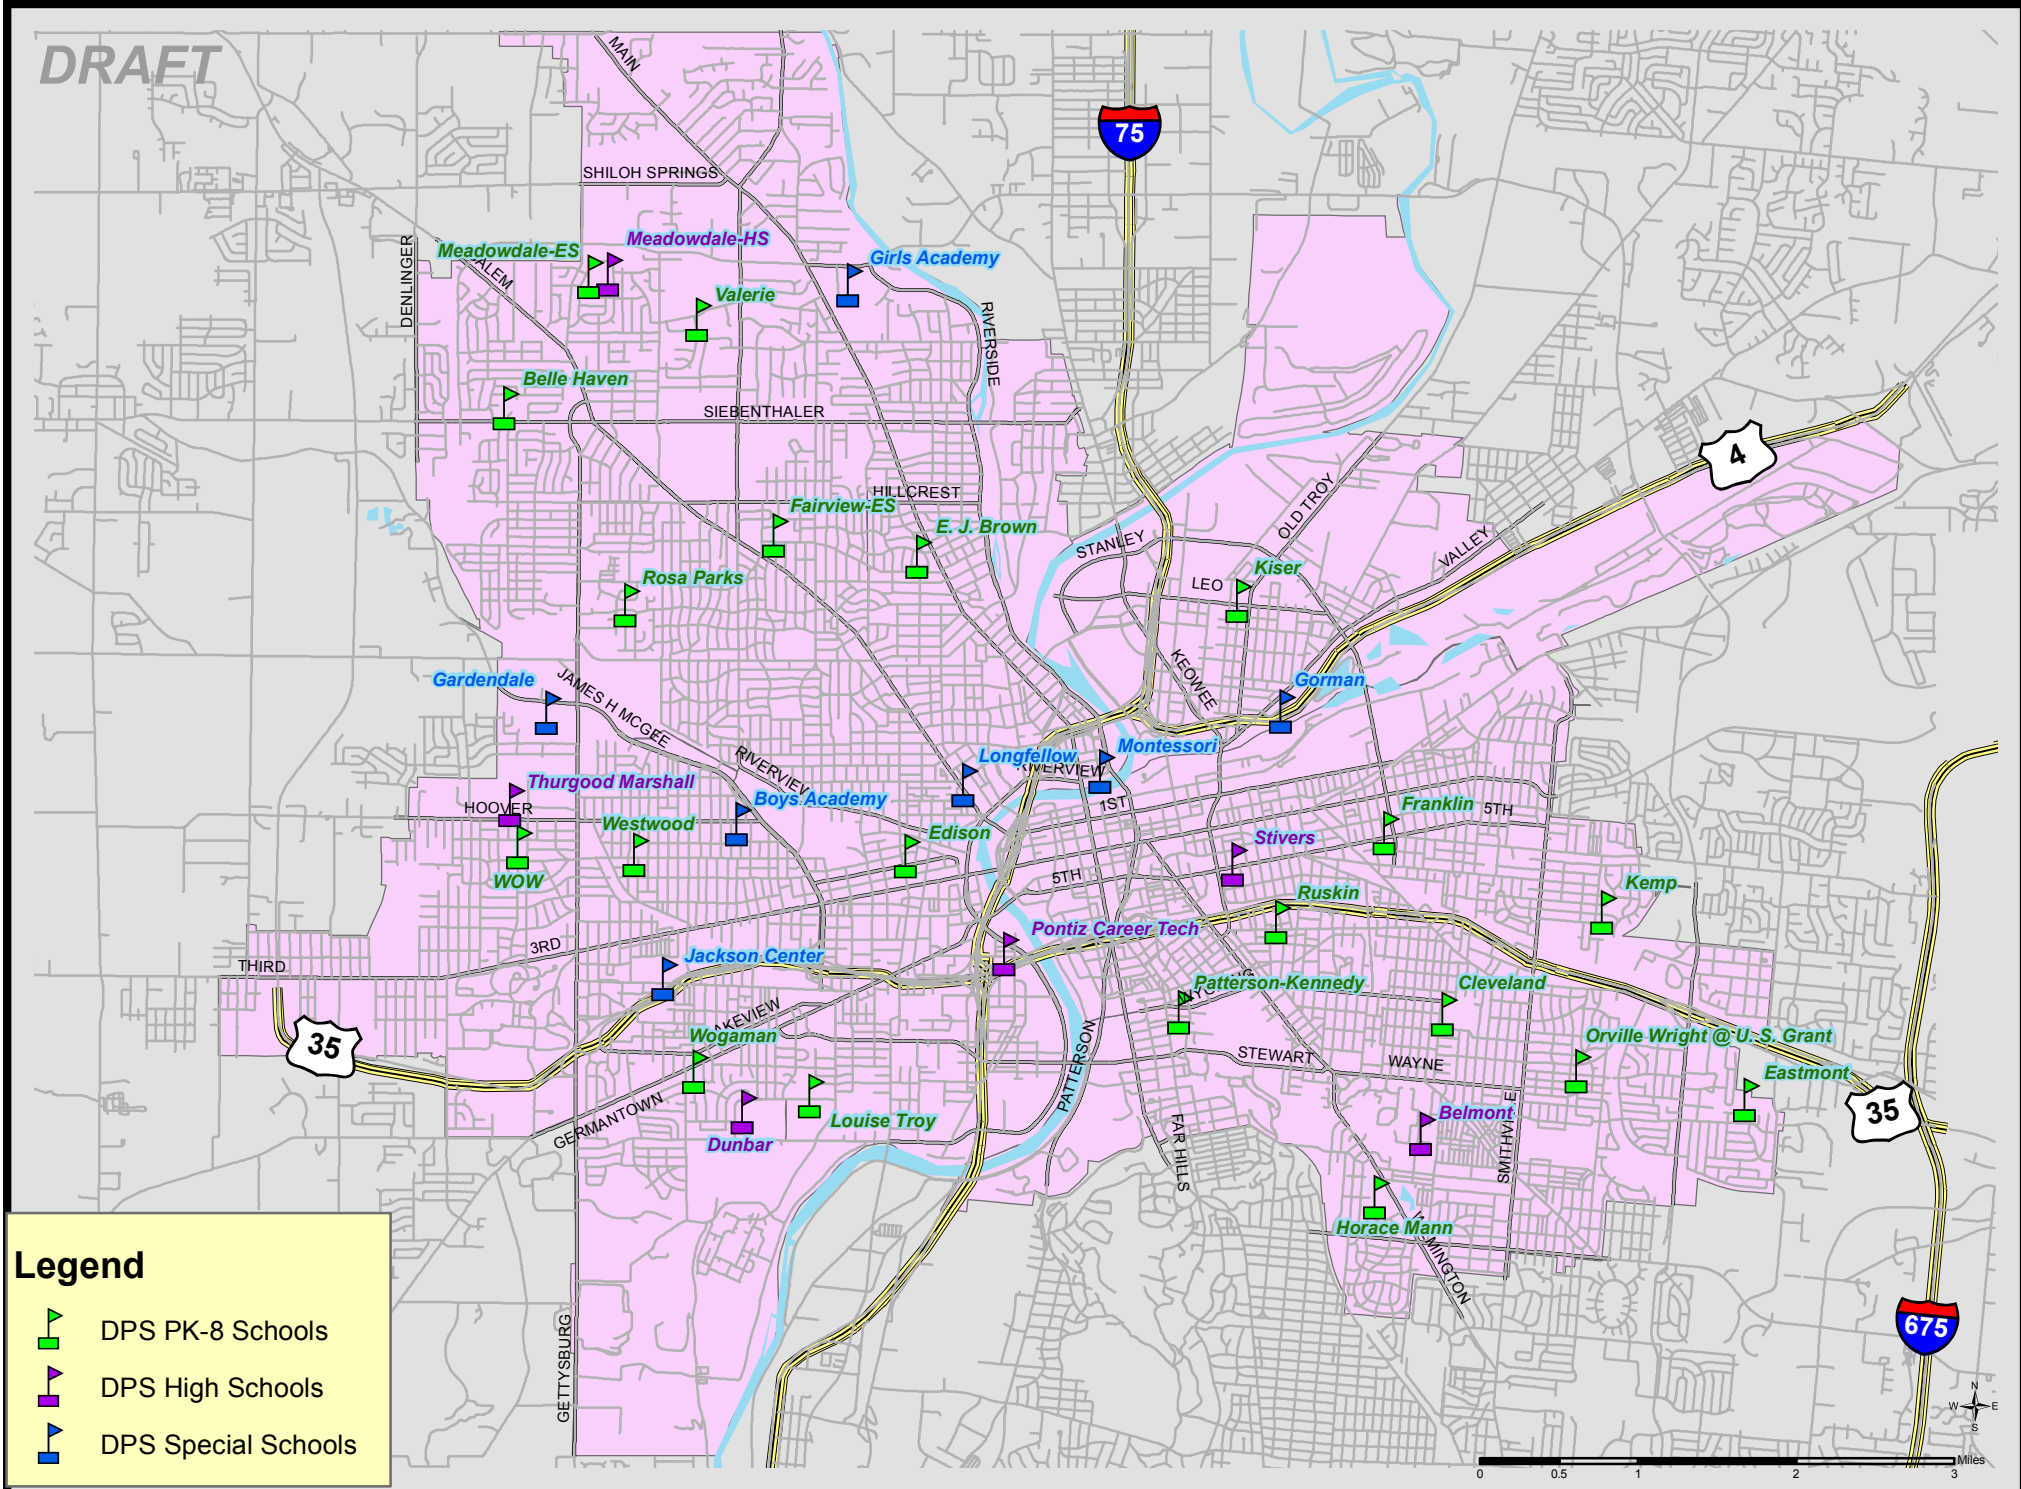 DRAFT
MAIN
75
SHILOH SPRINGS
DENLINGER
Meadowdale-ES
Meadowdale-HS
Girls Academy
Valerie
RIVERSIDE
Belle Haven
SIEBENTHALER
4
HILLCREST
Fairview-ES
E. J. Brown
OLD TROY
STANLEY
VALLEY
LEO
Kiser
Rosa Parks
KEOWEE
Gardendale
JAMES H MCGEE
Gorman
RIVERVIEW
Longfellow
Montessori
RIVERVIEW
Thurgood Marshall
HOOVER
Boys Academy
1ST
Franklin
5TH
Westwood
Edison
Stivers
WOW
5TH
Ruskin
Kemp
3RD
Pontiz Career Tech
THIRD
Jackson Center
Patterson-Kennedy
Cleveland
35
Wogaman
PATTERSON
STEWART
WAYNE
Orville Wright @ U. S. Grant
Eastmont
35
GERMANTOWN
Louise Troy
Dunbar
FAR HILLS
Belmont
SMITHVILLE
Horace Mann
WILMINGTON
GETTYSBURG
675
Legend
DPS PK-8 Schools
DPS High Schools
DPS Special Schools
N
W E
S
Miles
0 0.5 1 2 3